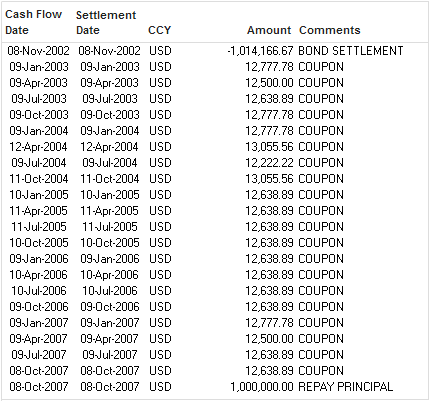 Cash Flow Settlement
Date Date CCY Amount Comments
08-Nov-2002 08-Nov-2002 USD -1,014,166.67 BOND SETTLEMENT
09-Jan-2003 09-Jan-2003 USD 12,777.78 COUPON
09-Apr-2003 09-Apr-2003 USD 12,500.00 COUPON
09-Jul-2003 09-Jul-2003 USD 12,638.89 COUPON
09-Oct-2003 09-Oct-2003 USD 12,777.78 COUPON
09-Jan-2004 09-Jan-2004 USD 12,777.78 COUPON
12-Apr-2004 12-Apr-2004 USD 13,055.56 COUPON
09-Jul-2004 09-Jul-2004 USD 12,222.22 COUPON
11-Oct-2004 11-Oct-2004 USD 13,055.56 COUPON
10-Jan-2005 10-Jan-2005 USD 12,638.89 COUPON
11-Apr-2005 11-Apr-2005 USD 12,638.89 COUPON
11-Jul-2005 11-Jul-2005 USD 12,638.89 COUPON
10-Oct-2005 10-Oct-2005 USD 12,638.89 COUPON
09-Jan-2006 09-Jan-2006 USD 12,638.89 COUPON
10-Apr-2006 10-Apr-2006 USD 12,638.89 COUPON
10-Jul-2006 10-Jul-2006 USD 12,638.89 COUPON
09-Oct-2006 09-Oct-2006 USD 12,638.89 COUPON
09-Jan-2007 09-Jan-2007 USD 12,777.78 COUPON
09-Apr-2007 09-Apr-2007 USD 12,500.00 COUPON
09-Jul-2007 09-Jul-2007 USD 12,638.89 COUPON
08-Oct-2007 08-Oct-2007 USD 12,638.89 COUPON
08-Oct-2007 08-Oct-2007 USD 1,000,000.00 REPAY PRINCIPAL